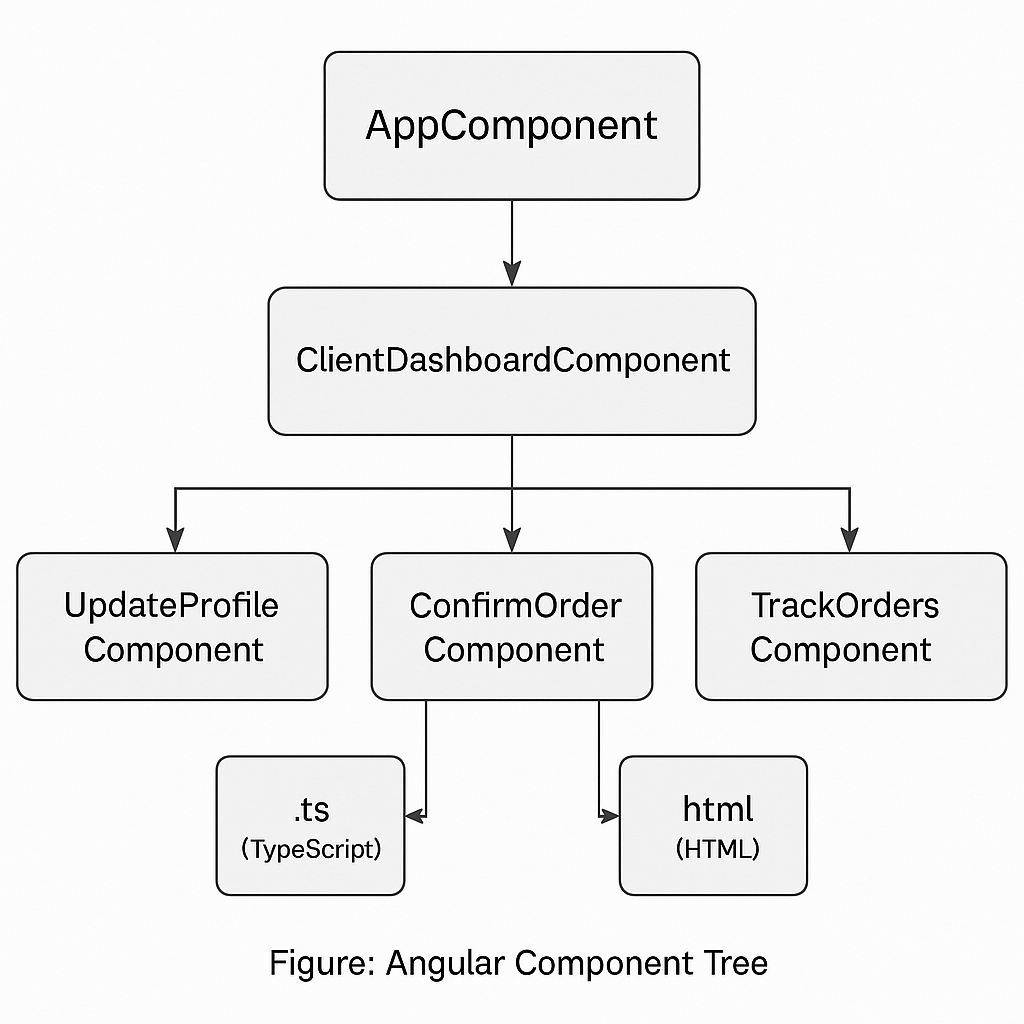 AppComponent
ClientDashboardComponent
UpdateProfile
Component
ConfirmOrder
Component
TrackOrders
Component
.ts
(TypeScript)
html
(HTML)
Figure: Angular Component Tree